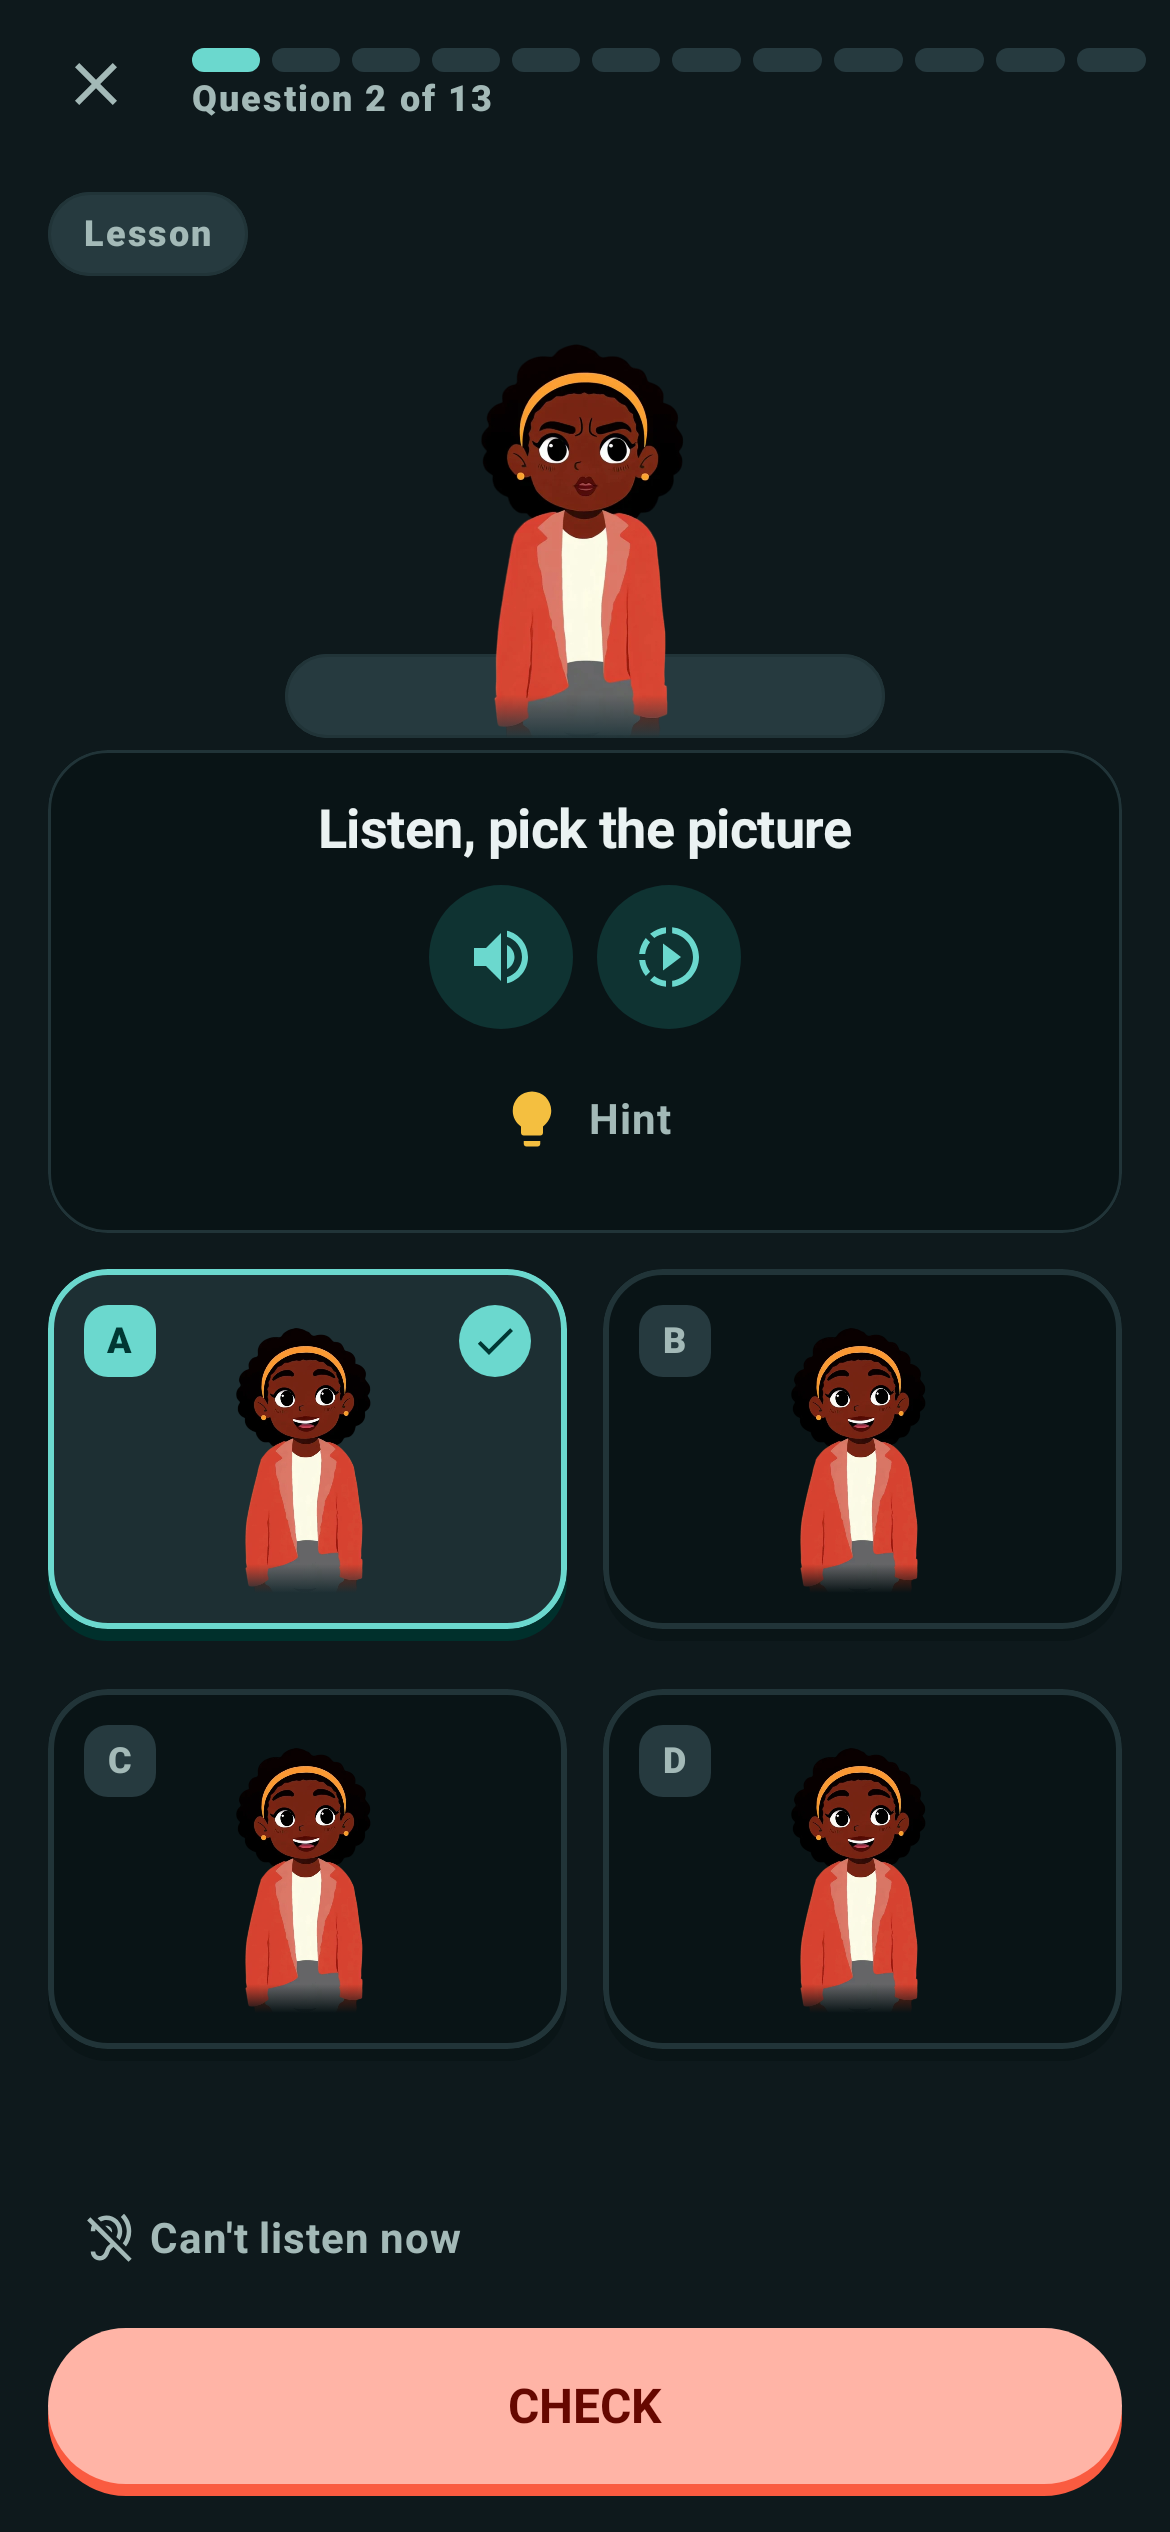 Question 2 of 13
Lesson
Listen, pick the picture
Hint
A
B
C
D
Can't listen now
CHECK